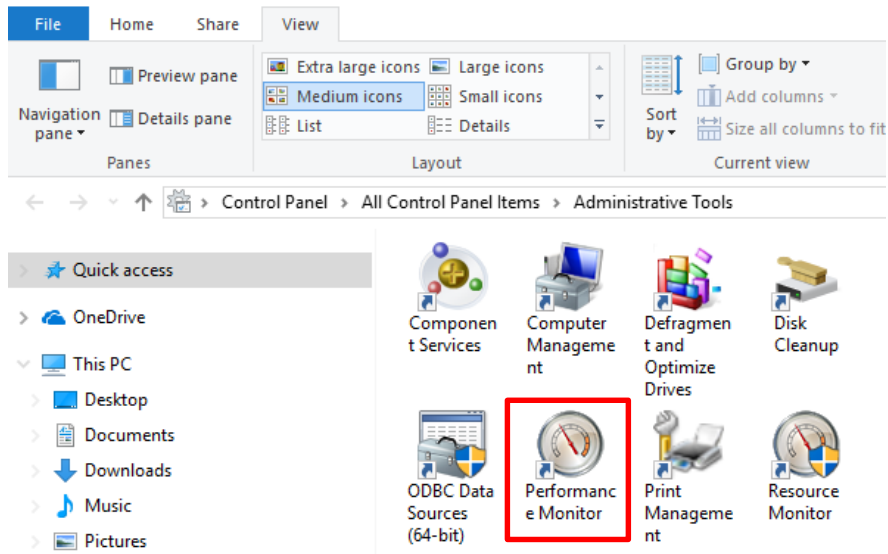 File Home Share View
Extra large icons Large icons Group by
Preview pane
Medium icons Small icons Add columns
Navigation pane
Details pane
Sort by
List Details Size all columns to fit
Panes Layout Current view
Control Panel > All Control Panel Items > Administrative Tools
Quick access
OneDrive
This PC
Desktop
Documents
Downloads
Music
Pictures
Componen
t Services
Computer
Manageme
nt
Defragmen
t and
Optimize
Drives
Disk
Cleanup
ODBC Data
Sources
(64-bit)
Performanc
e Monitor
Print
Manageme
nt
Resource
Monitor